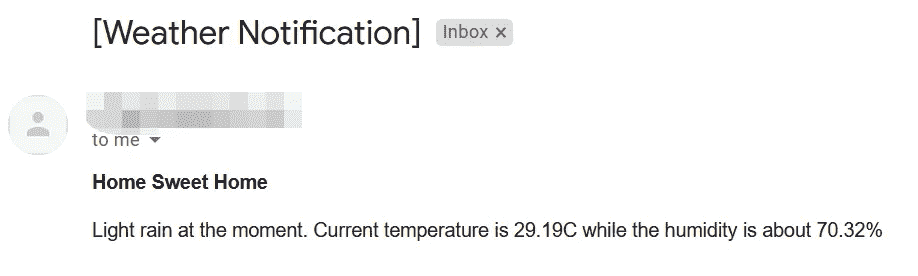 [Weather Notification] Inbox ×
to me
Home Sweet Home
Light rain at the moment. Current temperature is 29.19C while the humidity is about 70.32%